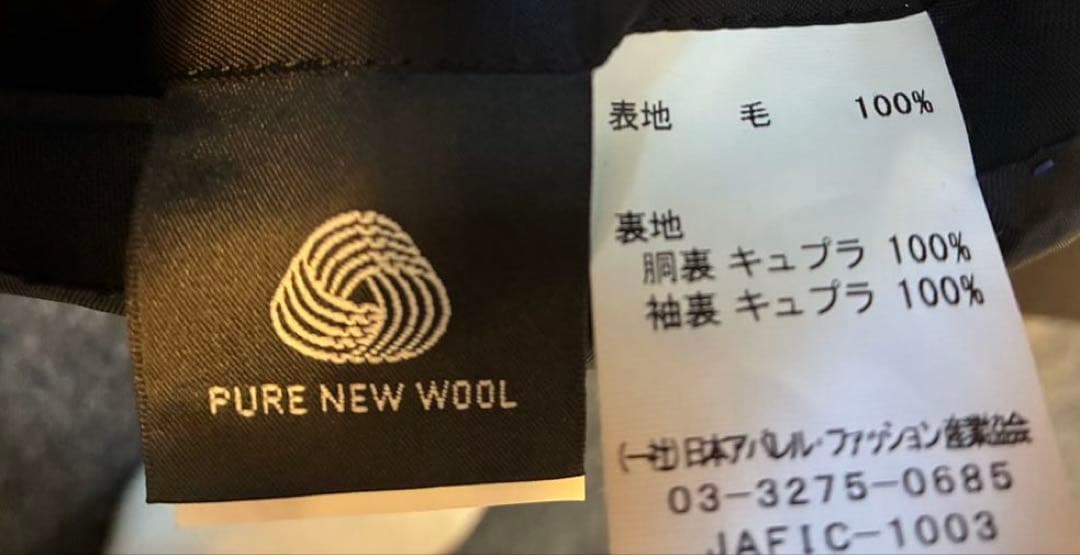 PURE NEW WOOL
表地 毛 100%
裏地
胴裏 キュプラ 100%
袖裏 キュプラ 100%
(一社)日本アパレル・ファッション産業協会
03-3275-0685
JAFIC-1003